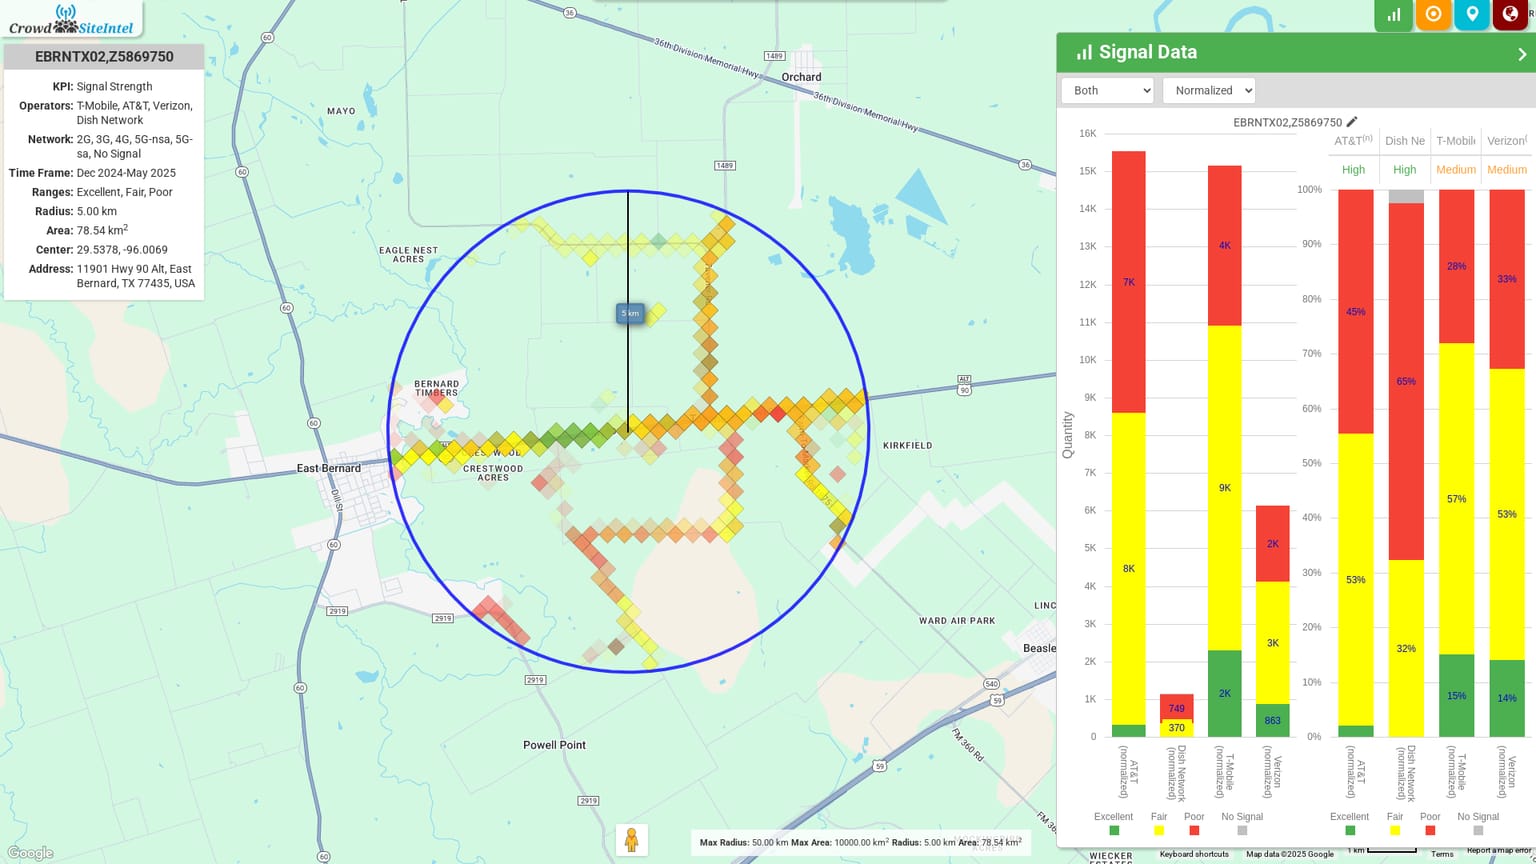 Crowd SiteIntel
EBRNTX02,Z5869750
KPI: Signal Strength
Operators: T-Mobile, AT&T, Verizon,
Dish Network
Network: 2G, 3G, 4G, 5G-nsa, 5G-
sa, No Signal
Time Frame: Dec 2024-May 2025
Ranges: Excellent, Fair, Poor
Radius: 5.00 km
Area: 78.54 km²
Center: 29.5378, -96.0069
Address: 11901 Hwy 90 Alt, East
Bernard, TX 77435, USA
36
60
36th Division Memorial Hwy
1489
Orchard
36th Division Memorial Hwy
MAYO
1489
36
60
EAGLE NEST
ACRES
60
5 km
BERNARD
TIMBERS
ALT
90
60
KIRKFIELD
East Bernard
CRESTWOOD
ACRES
Dill St
60
2919
2919
WARD AIR PARK
LINC
Beasle
540
59
2919
60
Powell Point
FM 360 Rd
59
2919
FM 36
60
WIECKER
ESTATES
Google
Max Radius: 50.00 km Max Area: 10000.00 km² Radius: 5.00 km Area: 78.54 km²
Keyboard shortcuts
Map data ©2025 Google
1 km
Terms
Report a map error
Signal Data
Both
Normalized
EBRNTX02,Z5869750
16K
15K
14K
13K
12K
11K
10K
9K
8K
7K
6K
5K
4K
3K
2K
1K
0
Quantity
7K
8K
749
370
4K
9K
2K
2K
3K
863
AT&T
(normalized)
Dish Network
(normalized)
T-Mobile
(normalized)
Verizon
(normalized)
Excellent
Fair
Poor
No Signal
AT&T(n)
Dish Ne
T-Mobile
Verizon(
High
High
Medium
Medium
100%
90%
80%
70%
60%
50%
40%
30%
20%
10%
0%
45%
53%
65%
32%
28%
57%
15%
33%
53%
14%
AT&T
(normalized)
Dish Network
(normalized)
T-Mobile
(normalized)
Verizon
(normalized)
Excellent
Fair
Poor
No Signal